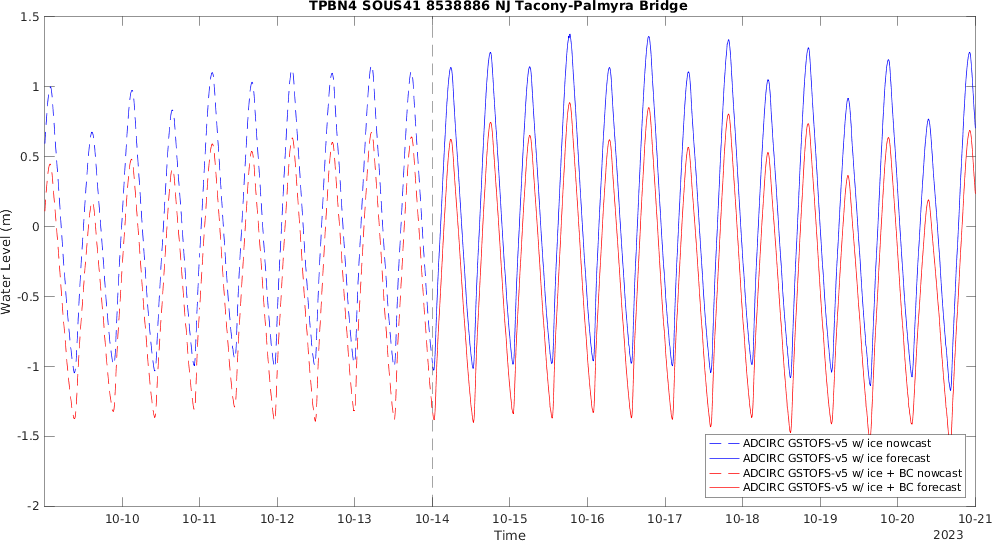 TPBN4 SOUS41 8538886 NJ Tacony-Palmyra Bridge
1.5
1
0.5
0
-0.5
-1
-1.5
-2
Water Level (m)
ADCIRC GSTOFS-v5 w/ ice nowcast
ADCIRC GSTOFS-v5 w/ ice forecast
ADCIRC GSTOFS-v5 w/ ice + BC nowcast
ADCIRC GSTOFS-v5 w/ ice + BC forecast
10-10 10-11 10-12 10-13 10-14 10-15 10-16 10-17 10-18 10-19 10-20 10-21
Time
2023